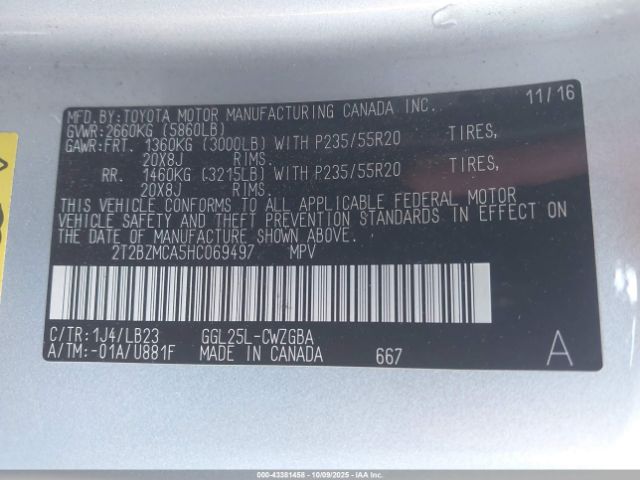 MFD. BY: TOYOTA MOTOR MANUFACTURING CANADA INC. 11/16
GVWR: 2660KG (5860LB)
GAWR: FRT. 1360KG (3000LB) WITH P235/55R20 TIRES,
20X8J RIMS.
RR. 1460KG (3215LB) WITH P235/55R20 TIRES,
20X8J RIMS.
THIS VEHICLE CONFORMS TO ALL APPLICABLE FEDERAL MOTOR
VEHICLE SAFETY AND THEFT PREVENTION STANDARDS IN EFFECT ON
THE DATE OF MANUFACTURE SHOWN ABOVE.
2T2BZMCA5HC069497 MPV
C/TR: 1J4/LB23 GGL25L-CWZGBA
A/TM: -01A/U881F MADE IN CANADA 667 A
000-43381458 - 10/09/2025 - IAAI.COM